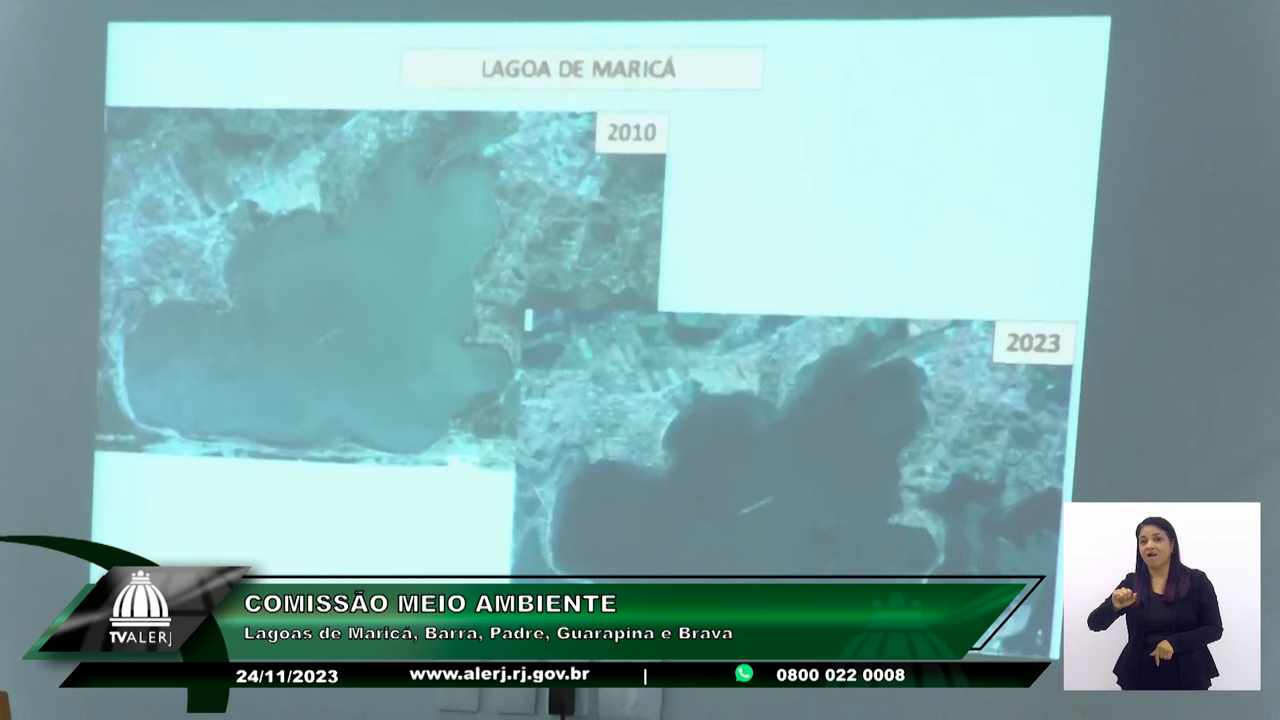 LAGOA DE MARICÁ
2010
2023
COMISSÃO MEIO AMBIENTE
Lagoas de Maricá, Barra, Padre, Guarapina e Brava
TVALERJ
24/11/2023 www.alerj.rj.gov.br | 0800 022 0008